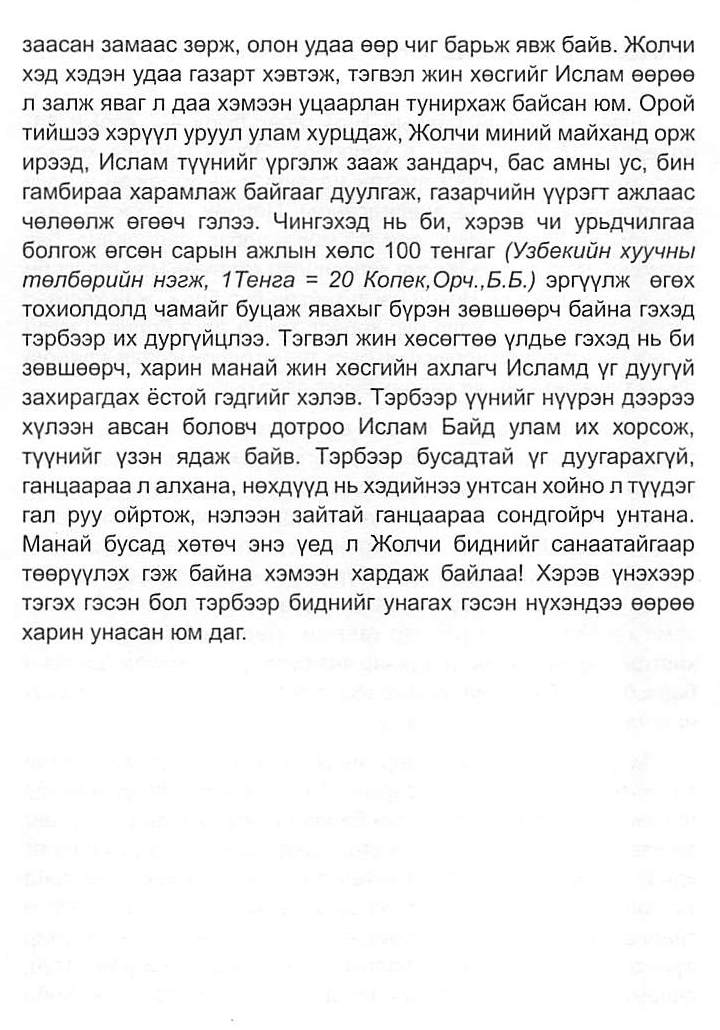 заасан замаас зөрж, олон удаа өөр чиг барьж явж байв. Жолчи
хэд хэдэн удаа газарт хэвтэж, тэгвэл жин хөсгийг Ислам өөрөө
л залж яваг л даа хэмээн уцаарлан тунирхаж байсан юм. Орой
тийшээ хэрүүл уруул улам хурцдаж, Жолчи миний майханд орж
ирээд, Ислам түүнийг үргэлж зааж зандарч, бас амны ус, бин
гамбираа харамлаж байгааг дуулгаж, газарчийн үүрэгт ажлаас
чөлөөлж өгөөч гэлээ. Чингэхэд нь би, хэрэв чи урьдчилгаа
болгож өгсөн сарын ажлын хөлс 100 тенгаг (Узбекийн хуучны
төлбөрийн нэгж, 1Тенга = 20 Копек,Орч.,Б.Б.) эргүүлж өгөх
тохиолдолд чамайг буцаж явахыг бүрэн зөвшөөрч байна гэхэд
тэрбээр их дургүйцлээ. Тэгвэл жин хөсөгтөө үлдье гэхэд нь би
зөвшөөрч, харин манай жин хөсгийн ахлагч Исламд үг дуугүй
захирагдах ёстой гэдгийг хэлэв. Тэрбээр үүнийг нүүрэн дээрээ
хүлээн авсан боловч дотроо Ислам Байд улам их хорсож,
түүнийг үзэн ядаж байв. Тэрбээр бусадтай үг дуугарахгүй,
ганцаараа л алхана, нөхдүүд нь хэдийнээ унтсан хойно л түүдэг
гал руу ойртож, нэлээн зайтай ганцаараа сондгойрч унтана.
Манай бусад хөтөч энэ үед л Жолчи биднийг санаатайгаар
төөрүүлэх гэж байна хэмээн хардаж байлаа! Хэрэв үнэхээр
тэгэх гэсэн бол тэрбээр биднийг унагах гэсэн нүхэндээ өөрөө
харин унасан юм даг.